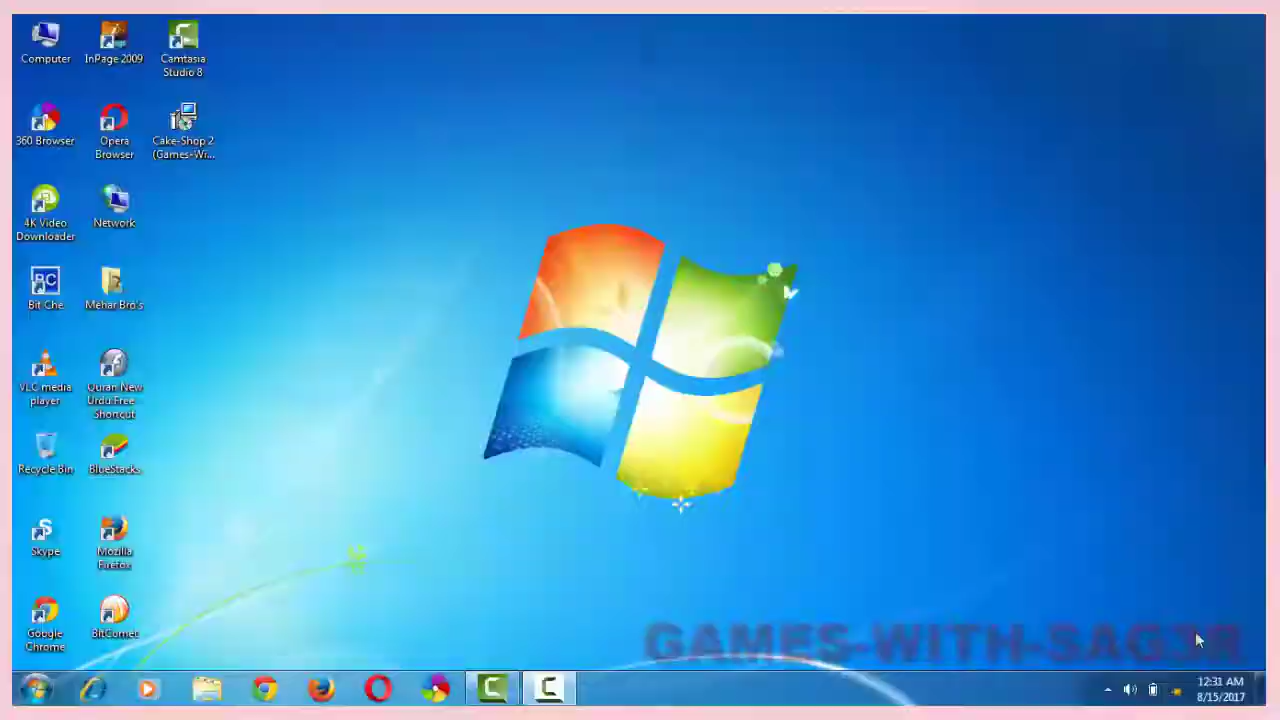 Computer
InPage 2009
Camtasia
Studio 8
360 Browser
Opera
Browser
Cake-Shop 2
(Games-Wi...
4K Video
Downloader
Network
BC
Bit Che
Mehar Bro's
VLC media
player
Quran New
Urdu Free -
Shortcut
Recycle Bin
BlueStacks
Skype
Mozilla
Firefox
Google
Chrome
BitComet
GAMES-WITH-SAG3R
12:31 AM
8/15/2017